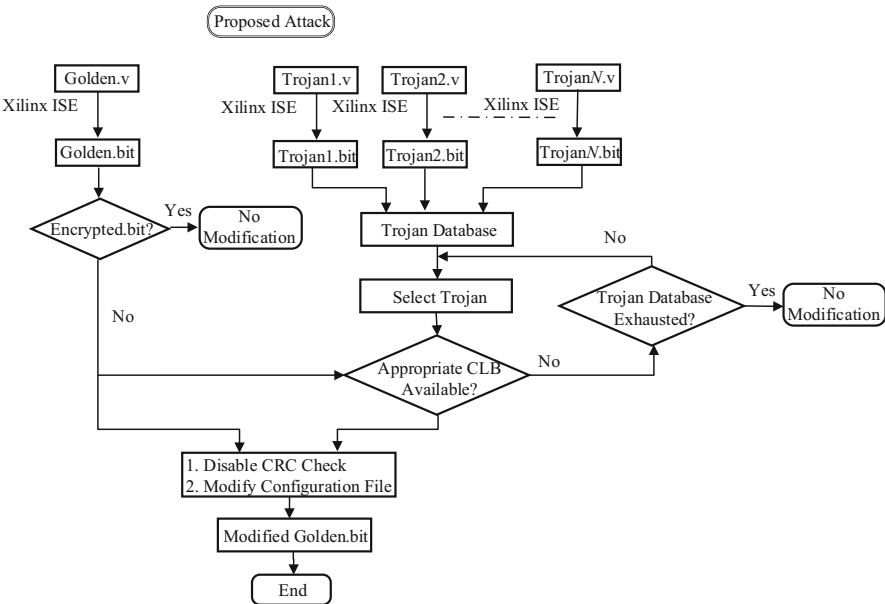 Proposed Attack
Golden.v
Trojan1.v
Trojan2.v
TrojanN.v
Xilinx ISE
Xilinx ISE
Xilinx ISE
Xilinx ISE
Golden.bit
Trojan1.bit
Trojan2.bit
TrojanN.bit
Encrypted.bit?
Yes
No
Modification
Trojan Database
No
Select Trojan
Trojan Database
Exhausted?
Yes
No
Modification
No
Appropriate CLB
Available?
No
1. Disable CRC Check
2. Modify Configuration File
Modified Golden.bit
End